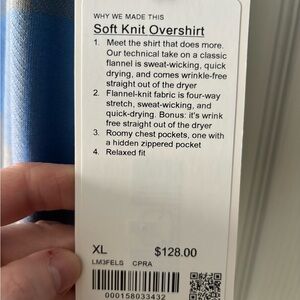 WHY WE MADE THIS
Soft Knit Overshirt
1. Meet the shirt that does more.
Our technical take on a classic
flannel is sweat-wicking, quick
drying, and comes wrinkle-free
straight out of the dryer
2. Flannel-knit fabric is four-way
stretch, sweat-wicking, and
quick-drying. Bonus: it's wrink
free straight out of the dryer
3. Roomy chest pockets, one with
a hidden zippered pocket
4. Relaxed fit
XL $128.00
LM3FELS CPRA
000158033432